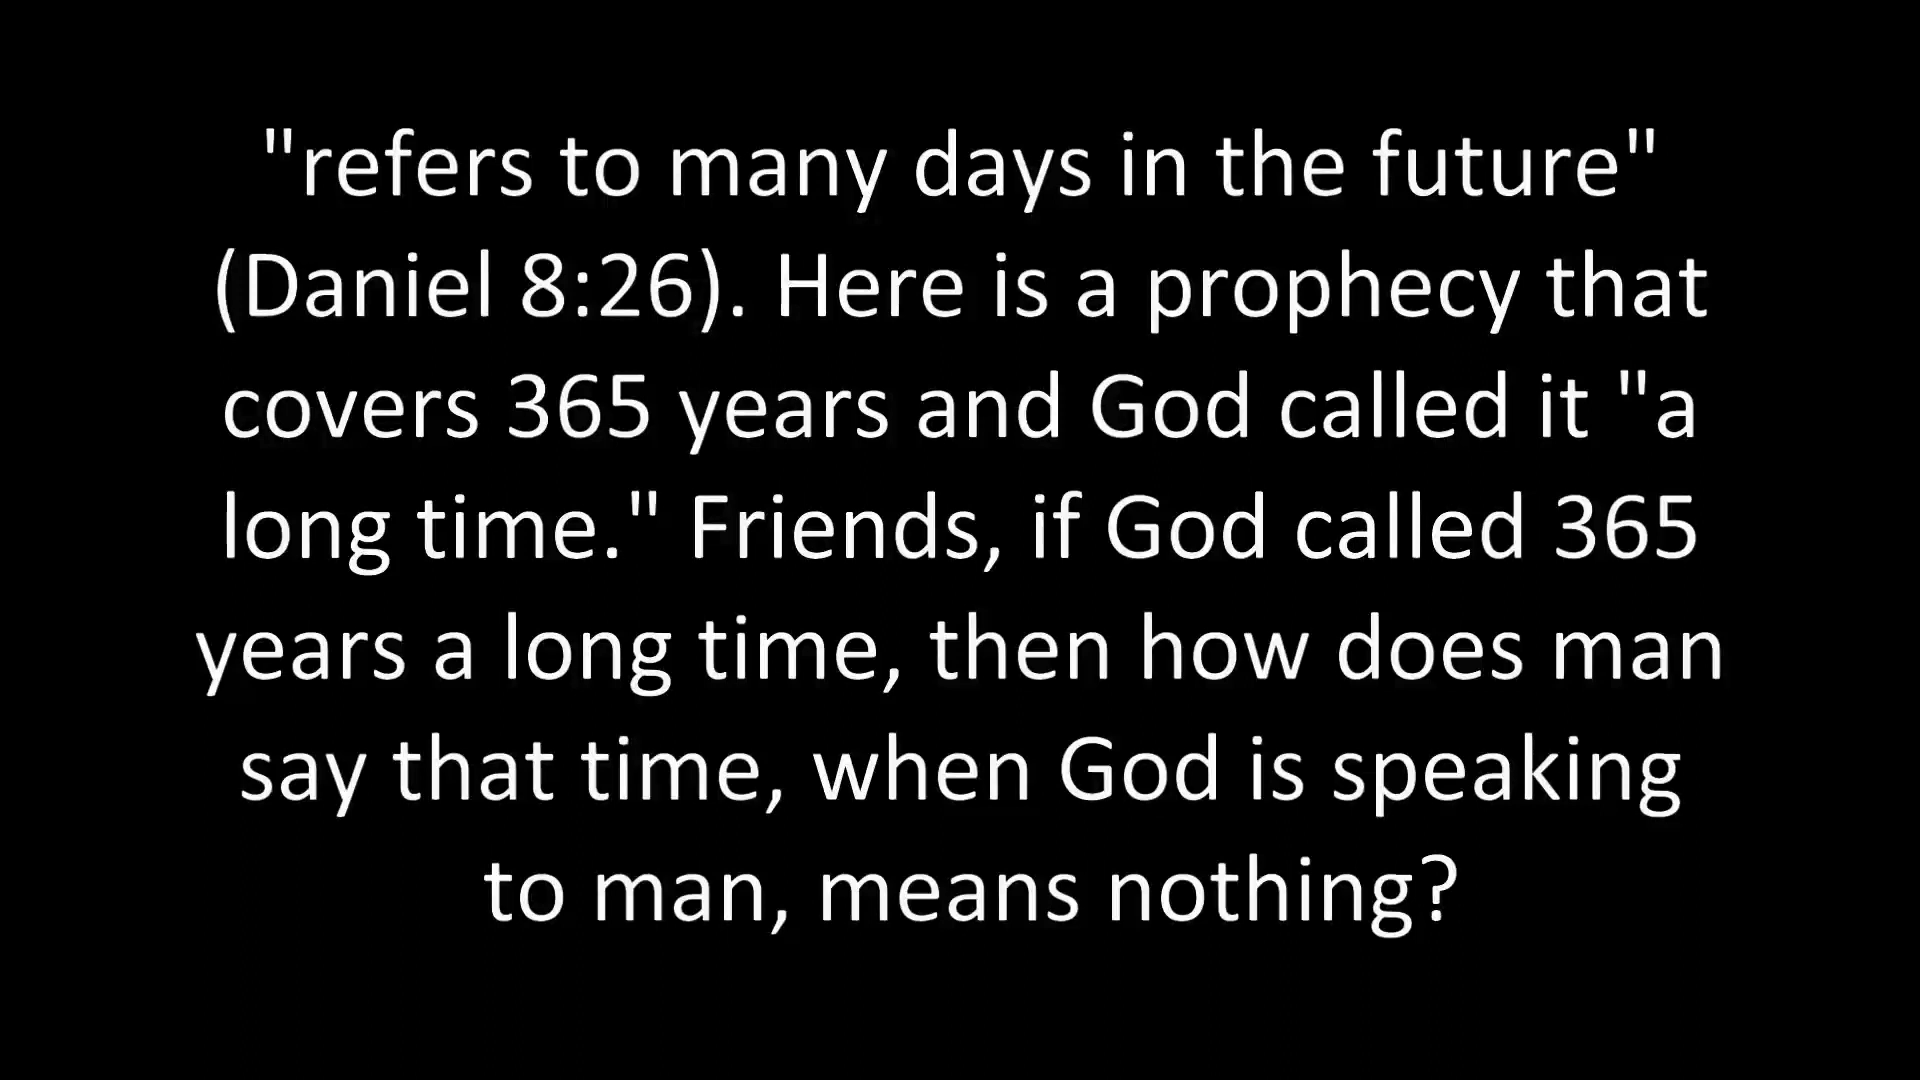 "refers to many days in the future"
(Daniel 8:26). Here is a prophecy that
covers 365 years and God called it "a
long time." Friends, if God called 365
years a long time, then how does man
say that time, when God is speaking
to man, means nothing?